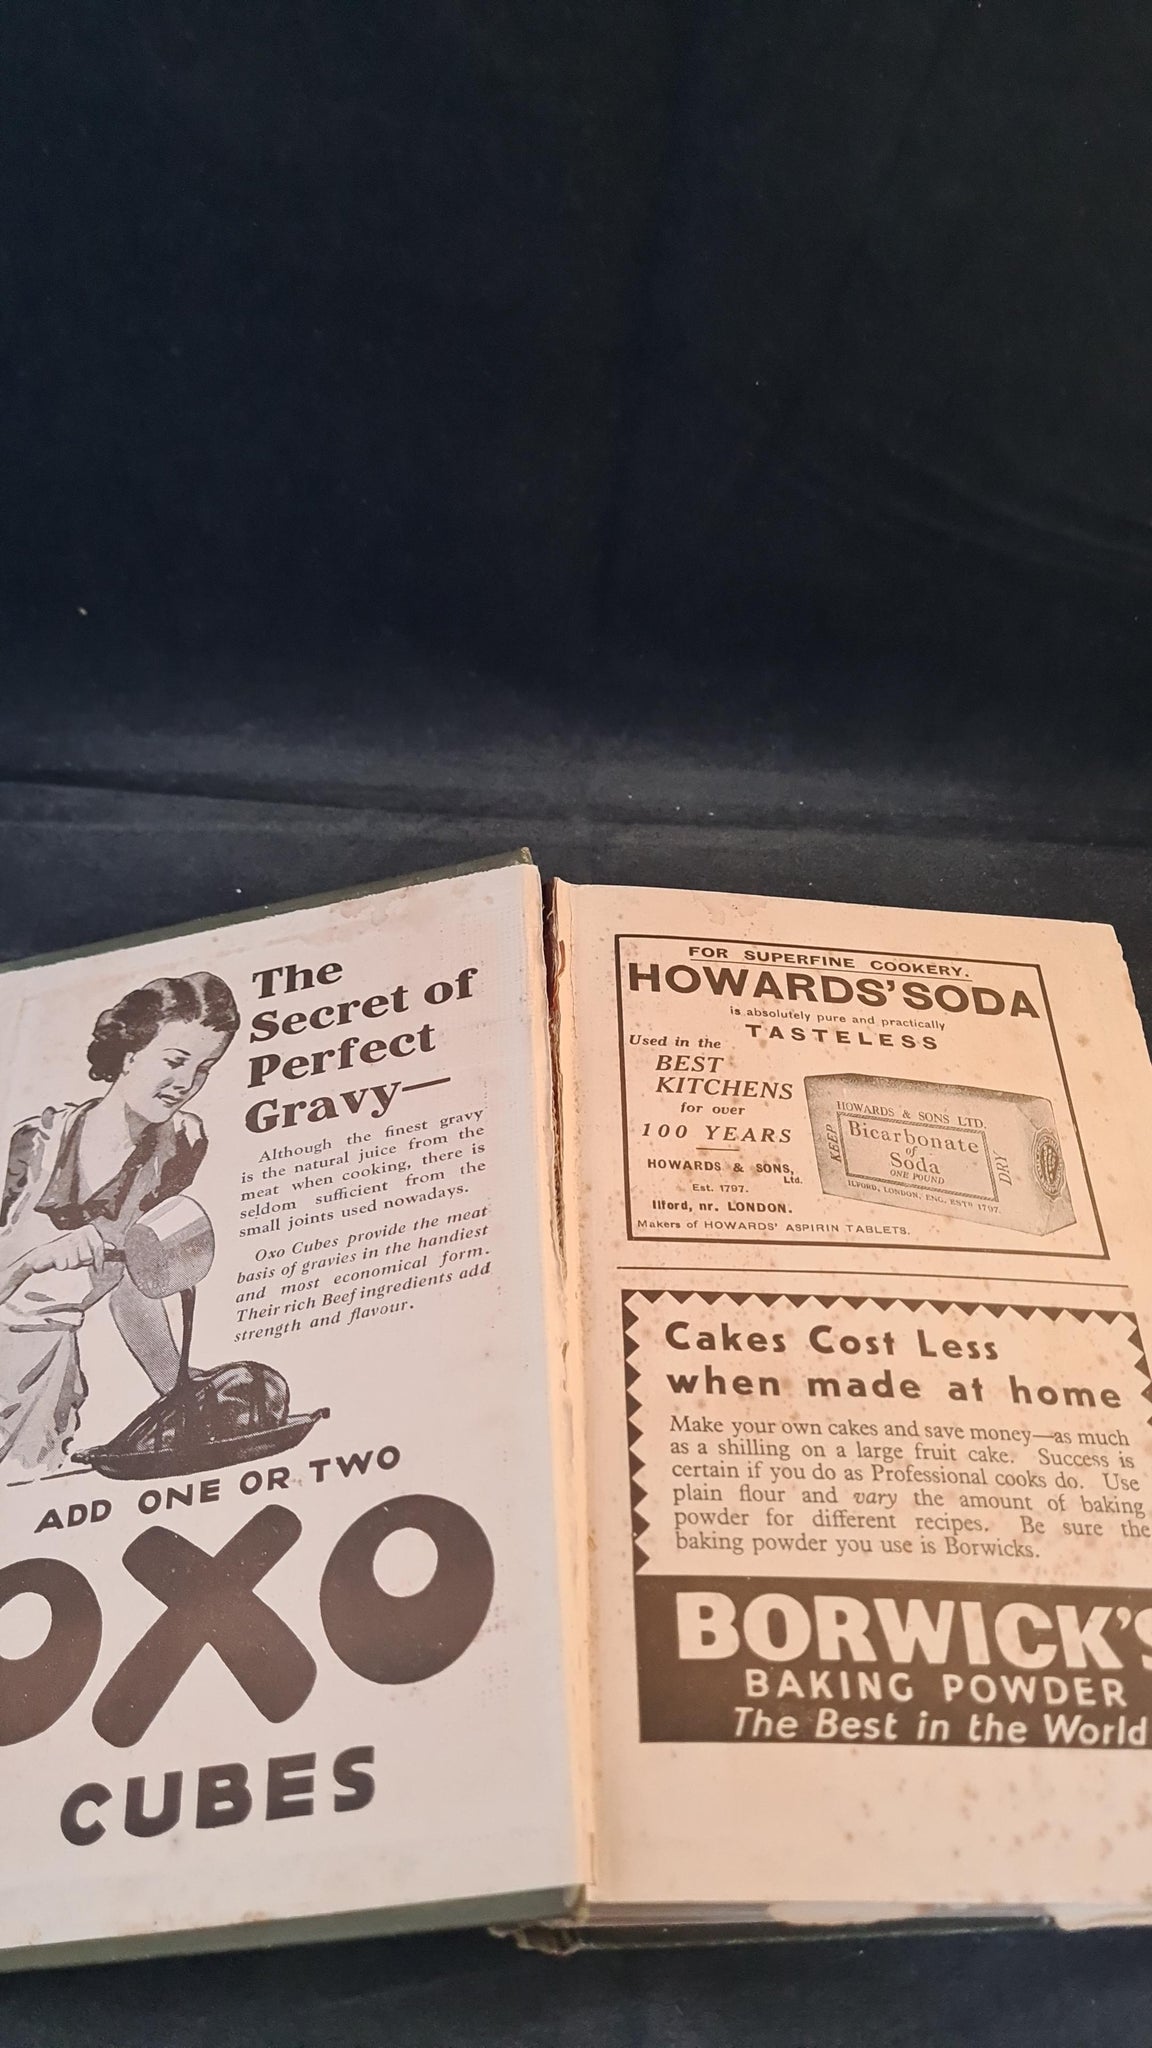 The
Secret of
Perfect
Gravy—
Although the finest gravy
is the natural juice from the
meat when cooking, there is
seldom sufficient from the
small joints used nowadays.
Oxo Cubes provide the meat
basis of gravies in the handiest
and most economical form.
Their rich Beef ingredients add
strength and flavour.
ADD ONE OR TWO
OXO
CUBES
FOR SUPERFINE COOKERY.
HOWARDS' SODA
is absolutely pure and practically
TASTELESS
Used in the
BEST
KITCHENS
for over
100 YEARS
HOWARDS & SONS,
Ltd.
Est. 1797.
Ilford, nr. LONDON.
Makers of HOWARDS' ASPIRIN TABLETS.
HOWARDS & SONS LTD.
KEEP
Bicarbonate
of
Soda
ONE POUND
DRY
ILFORD, LONDON, ENG. ESTD 1797.
Cakes Cost Less
when made at home
Make your own cakes and save money—as much
as a shilling on a large fruit cake. Success is
certain if you do as Professional cooks do. Use
plain flour and vary the amount of baking
powder for different recipes. Be sure the
baking powder you use is Borwicks.
BORWICK'S
BAKING POWDER
The Best in the World